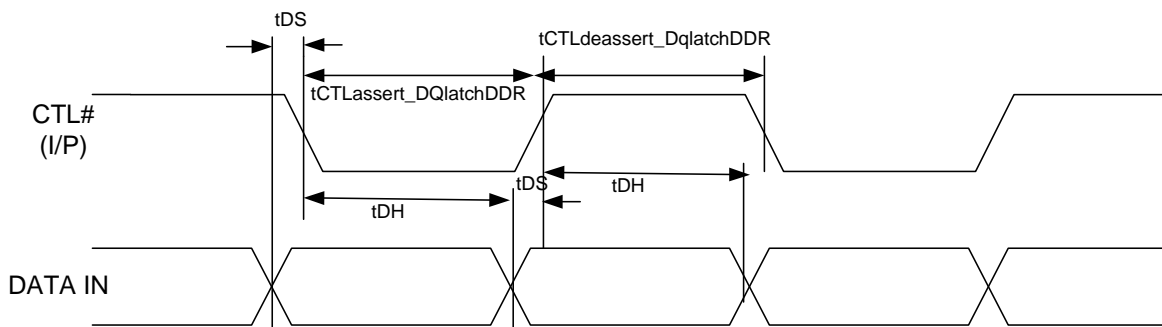 tDS
tCTLdeassert_DqlatchDDR
tCTLassert_DQlatchDDR
CTL#
(I/P)
tDS
tDH
tDH
DATA IN